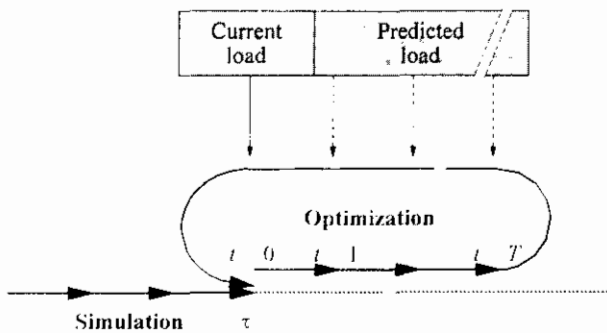 Current Predicted
load load
Optimization
t 0 t 1 t T
Simulation τ